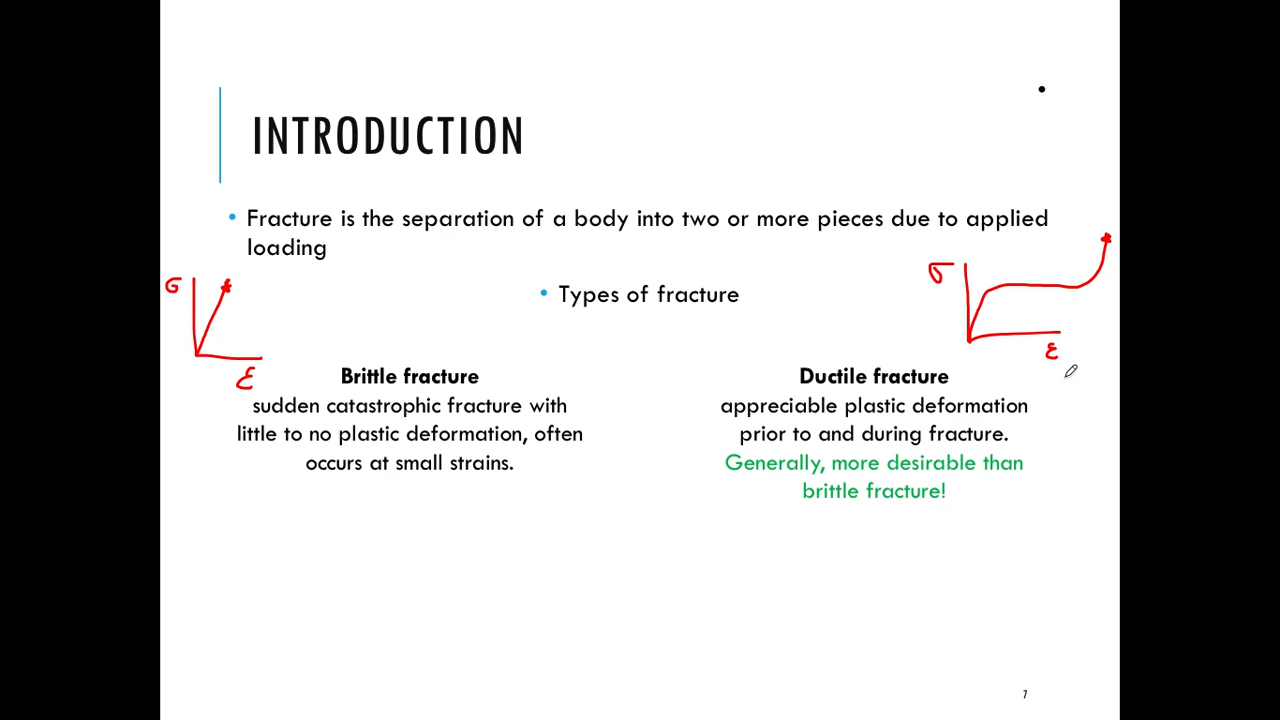 INTRODUCTION
• Fracture is the separation of a body into two or more pieces due to applied
loading
• Types of fracture
σ
ε
Brittle fracture
sudden catastrophic fracture with
little to no plastic deformation, often
occurs at small strains.
σ
ε
Ductile fracture
appreciable plastic deformation
prior to and during fracture.
Generally, more desirable than
brittle fracture!
7